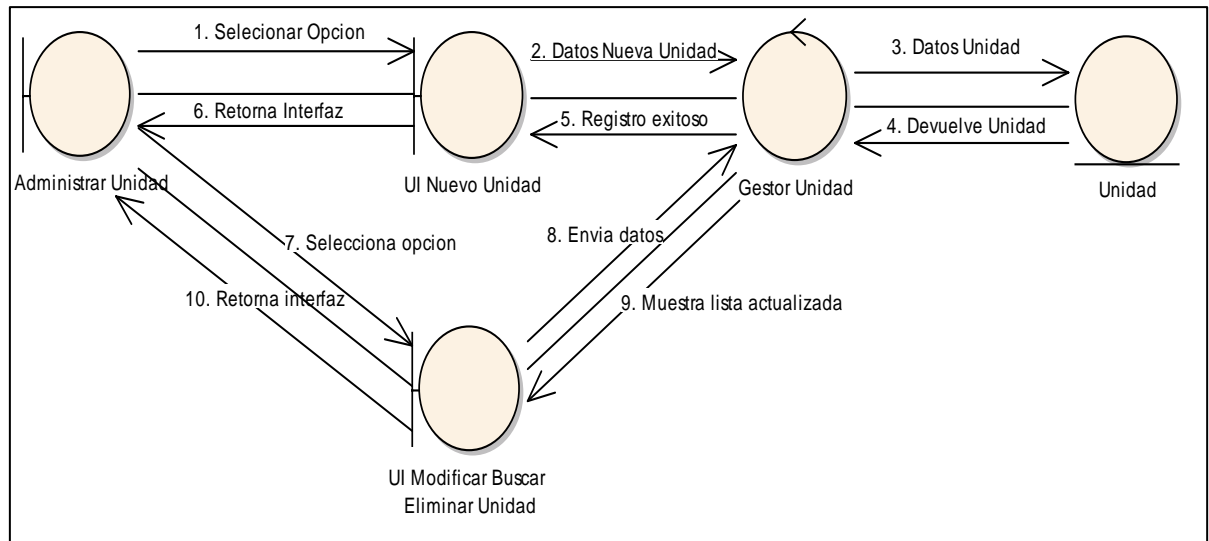 1. Selecionar Opcion
2. Datos Nueva Unidad
3. Datos Unidad
6. Retorna Interfaz
5. Registro exitoso
4. Devuelve Unidad
Administrar Unidad
UI Nuevo Unidad
Gestor Unidad
Unidad
7. Selecciona opcion
8. Envia datos
10. Retorna interfaz
9. Muestra lista actualizada
UI Modificar Buscar
Eliminar Unidad